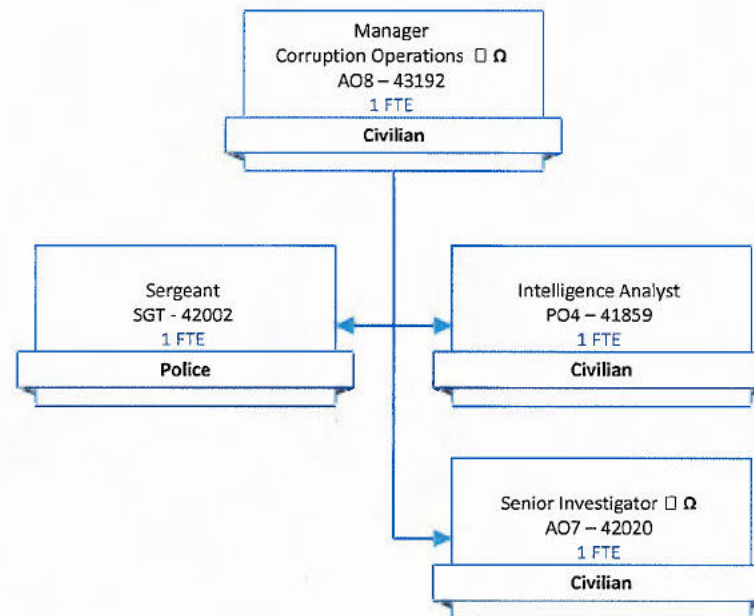 Manager
Corruption Operations □ Ω
AO8 – 43192
1 FTE
Civilian
Sergeant
SGT - 42002
1 FTE
Police
Intelligence Analyst
PO4 – 41859
1 FTE
Civilian
Senior Investigator □ Ω
AO7 – 42020
1 FTE
Civilian